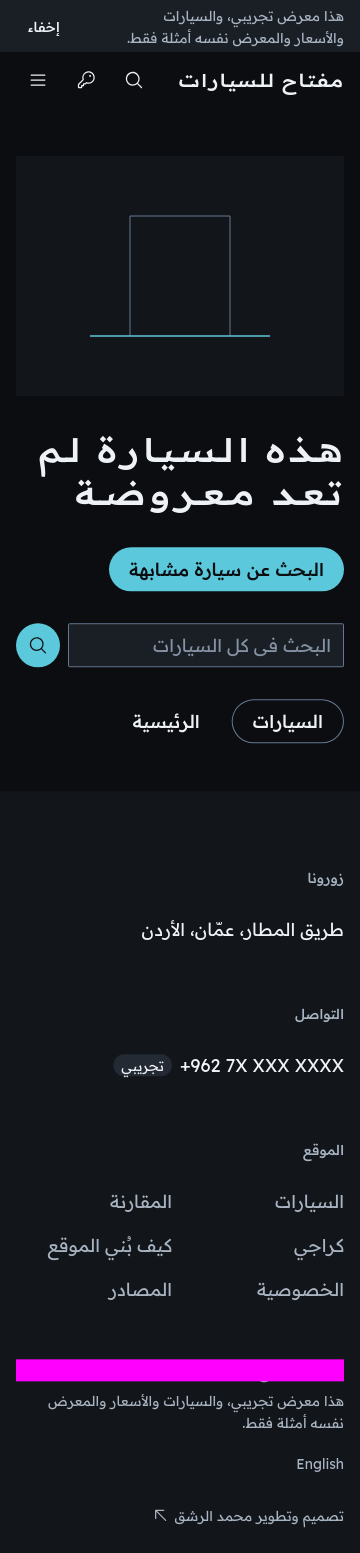 هذا معرض تجريبي، والسيارات
والأسعار والمعرض نفسه أمثلة فقط.
إخفاء
مفتاح للسيارات
هذه السيارة لم
تعد معروضة
البحث عن سيارة مشابهة
البحث في كل السيارات
السيارات
الرئيسية
زورونا
طريق المطار، عمّان، الأردن
التواصل
+962 7X XXX XXXX
تجريبي
الموقع
السيارات
المقارنة
كراجي
كيف بُني الموقع
الخصوصية
المصادر
هذا معرض تجريبي، والسيارات والأسعار والمعرض
نفسه أمثلة فقط.
English
تصميم وتطوير محمد الرشق